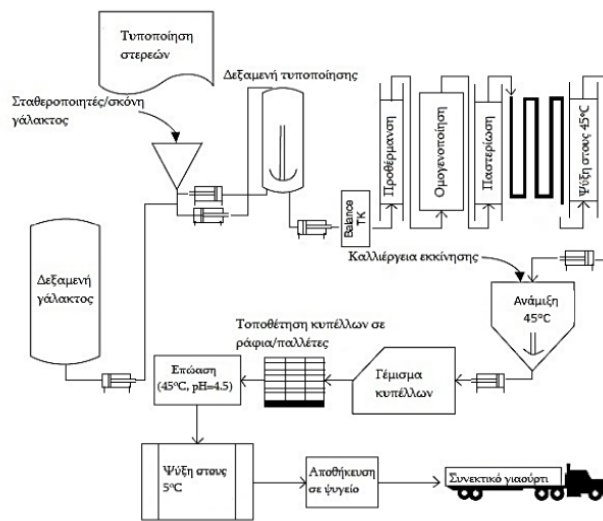 Τυποποίηση
στερεών
Σταθεροποιητές/σκόνη
γάλακτος
Δεξαμενή τυποποίησης
Δεξαμενή
γάλακτος
Balance
TK
Προθέρμανση
Ομογενοποίηση
Παστερίωση
Ψύξη στους 45°C
Καλλιέργεια εκκίνησης
Ανάμιξη
45°C
Γέμισμα
κυπέλλων
Τοποθέτηση κυπέλλων σε
ράφια/παλλέτες
Επώαση
(45°C, pH=4.5)
Ψύξη στους
5°C
Αποθήκευση
σε ψυγείο
Συνεκτικό γιαούρτι